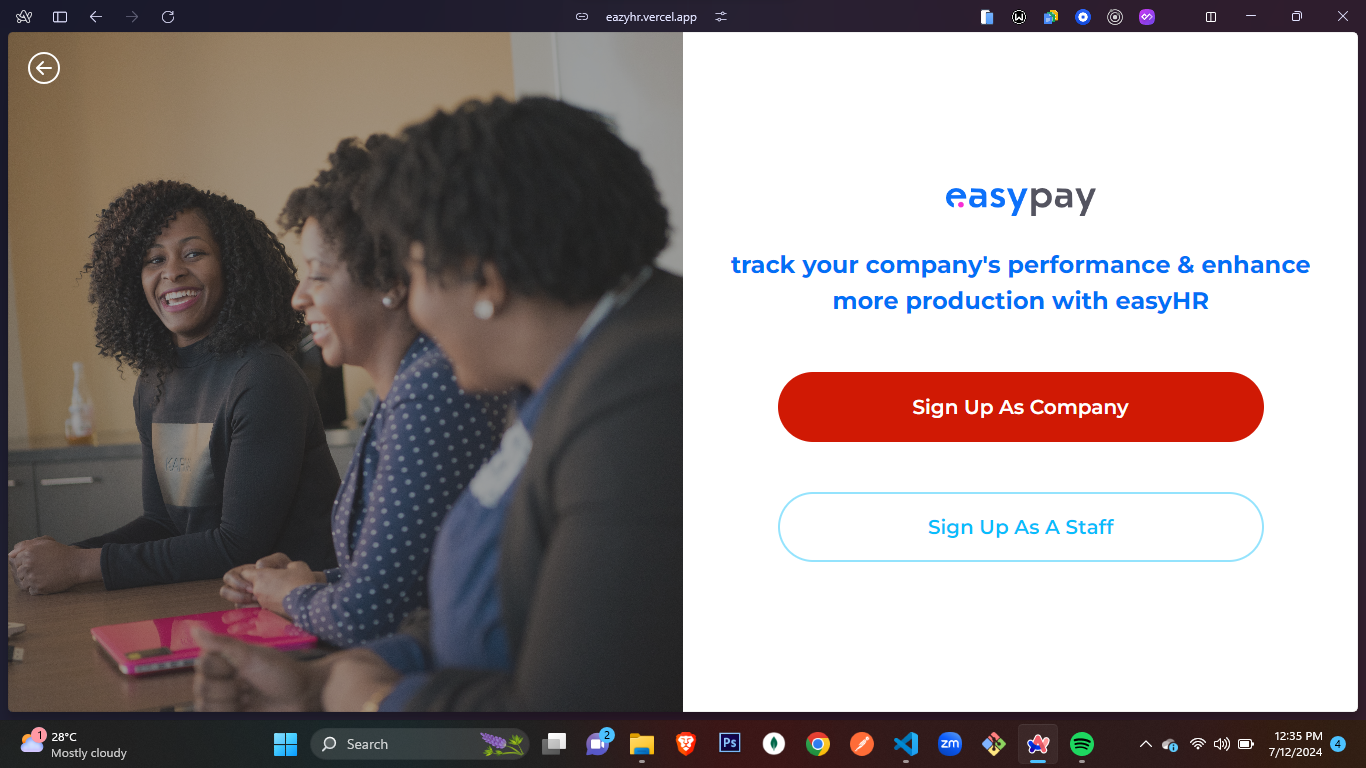 eazyhr.vercel.app
easypay
track your company's performance & enhance
more production with easyHR
Sign Up As Company
Sign Up As A Staff
1
28°C
Mostly cloudy
Search
2
Ps
zm
12:35 PM
7/12/2024
4